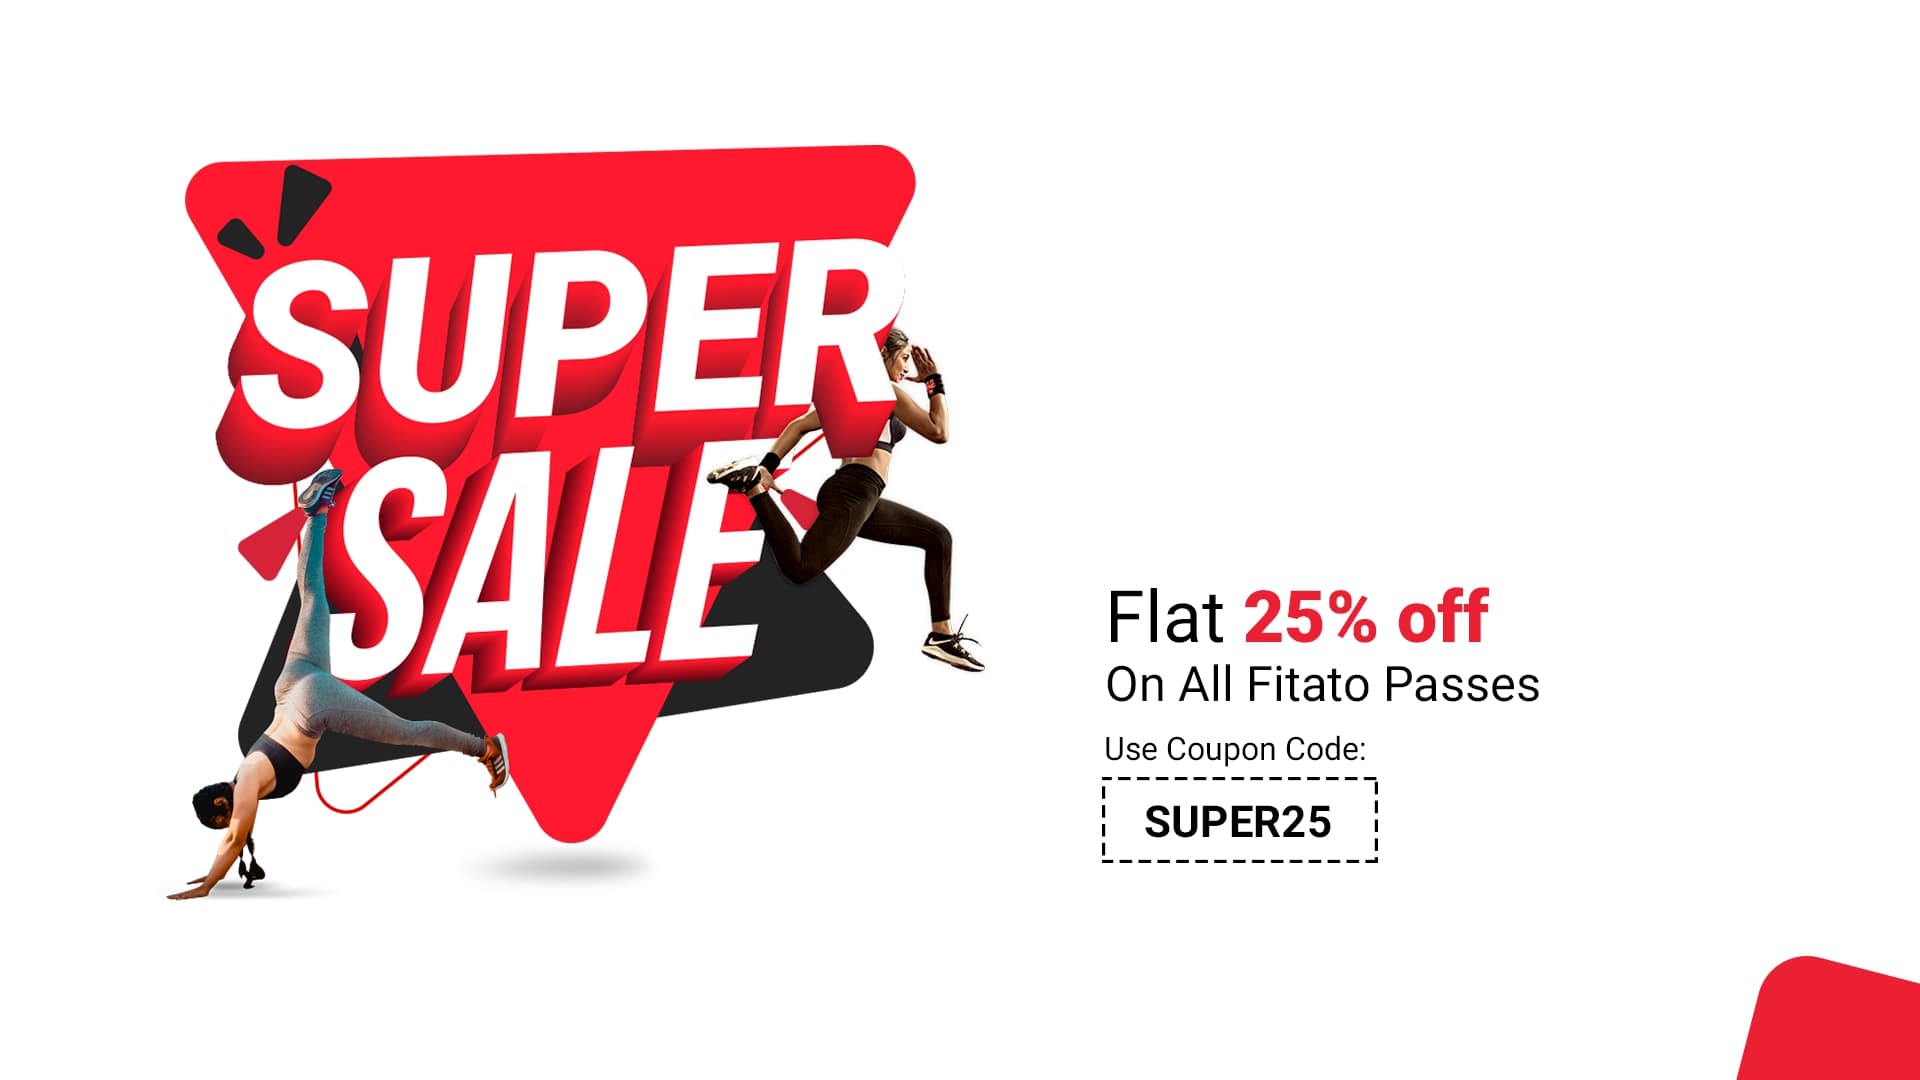 SUPER
SALE
Flat 25% off
On All Fitato Passes
Use Coupon Code:
SUPER25